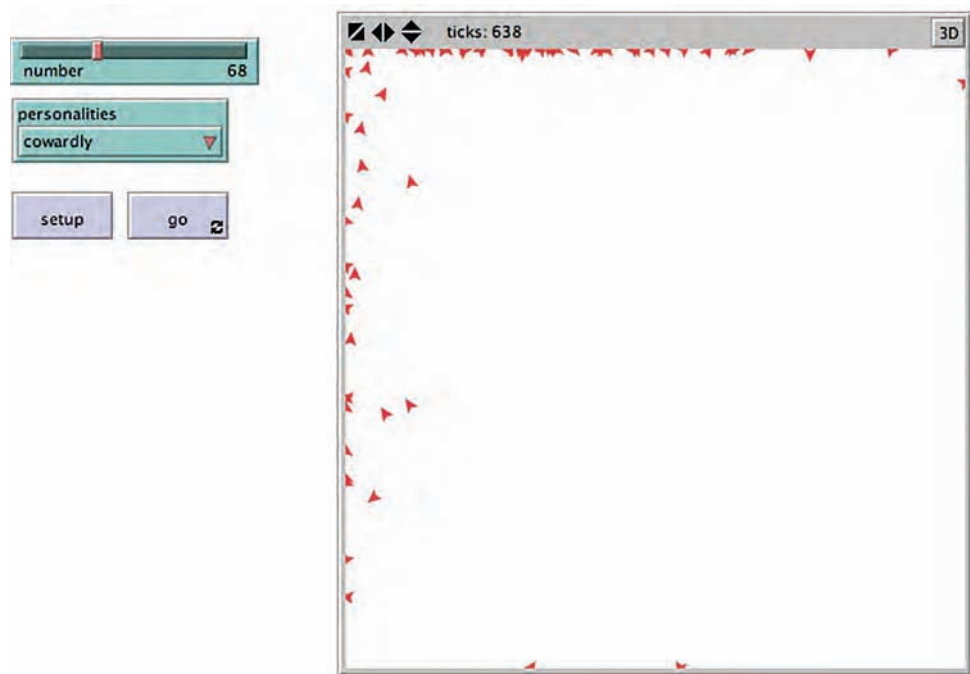 ticks: 638
3D
number 68
personalities
cowardly
setup
go